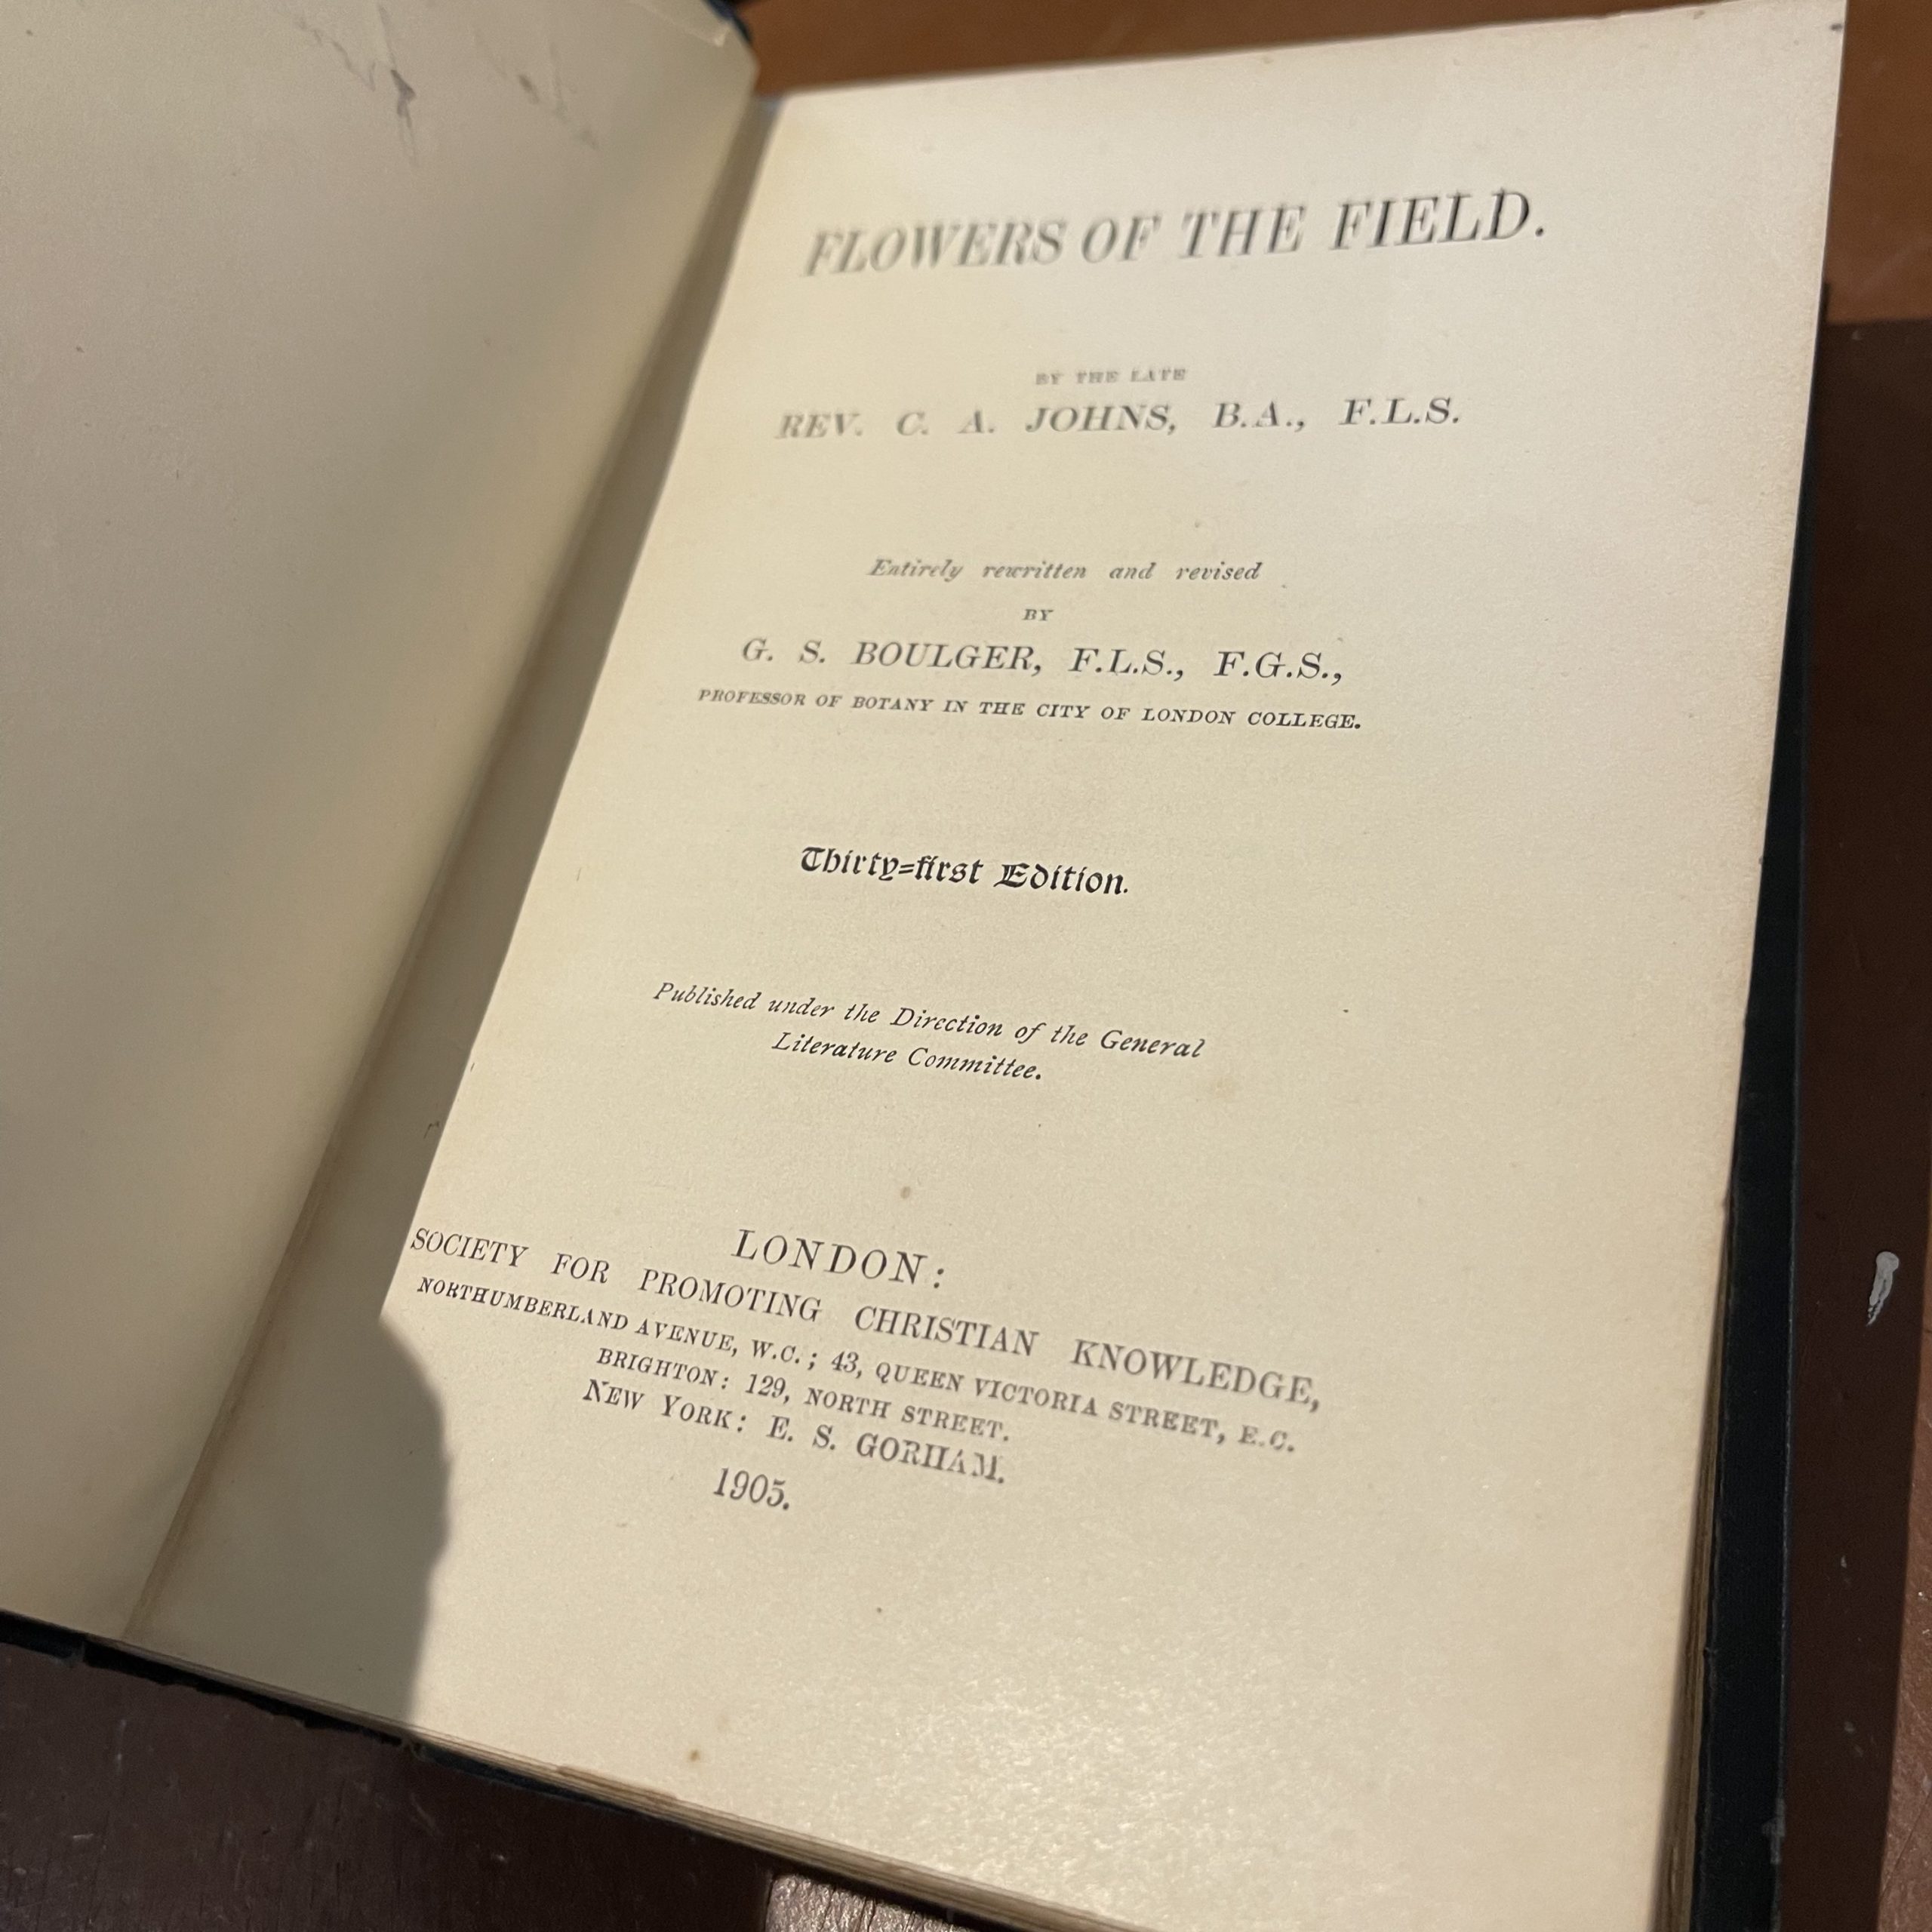 FLOWERS OF THE FIELD.
BY THE LATE
REV. C. A. JOHNS, B.A., F.L.S.
Entirely rewritten and revised
BY
G. S. BOULGER, F.L.S., F.G.S.,
PROFESSOR OF BOTANY IN THE CITY OF LONDON COLLEGE.
Thirty-first Edition.
Published under the Direction of the General
Literature Committee.
LONDON:
SOCIETY FOR PROMOTING CHRISTIAN KNOWLEDGE,
NORTHUMBERLAND AVENUE, W.C.; 43, QUEEN VICTORIA STREET, E.C.
BRIGHTON: 129, NORTH STREET.
NEW YORK: E. S. GORHAM.
1905.